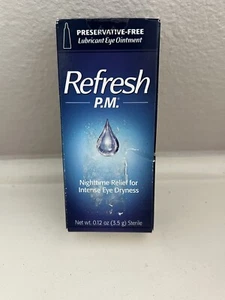 PRESERVATIVE-FREE
Lubricant Eye Ointment
Refresh
P.M.®
Nighttime Relief for
Intense Eye Dryness
Net wt. 0.12 oz (3.5 g) Sterile